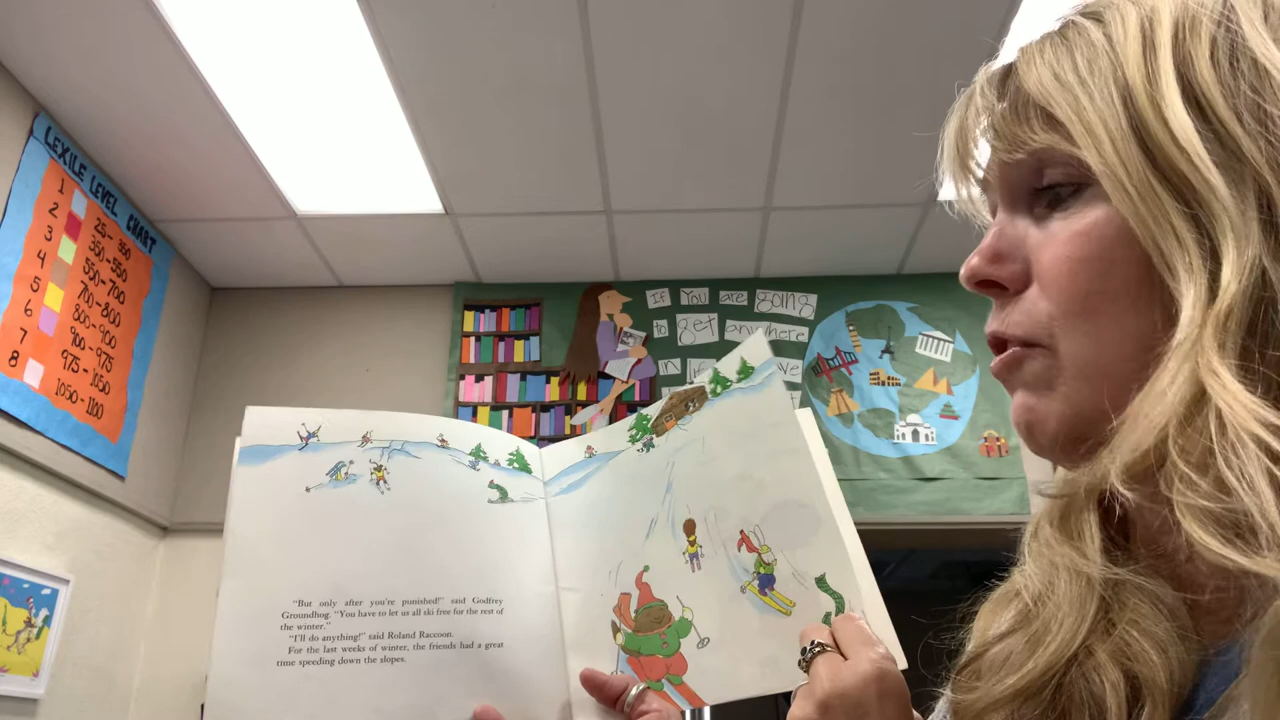 LEXILE LEVEL CHART
1 25-350
2 350-550
3 550-700
4 700-800
5 800-900
6 900-975
7 975-1050
8 1050-1100
If You are going
to get anywhere
in
"But only after you're punished!" said Godfrey
Groundhog. "You have to let us all ski free for the rest of
the winter."
"I'll do anything!" said Roland Raccoon.
For the last weeks of winter, the friends had a great
time speeding down the slopes.